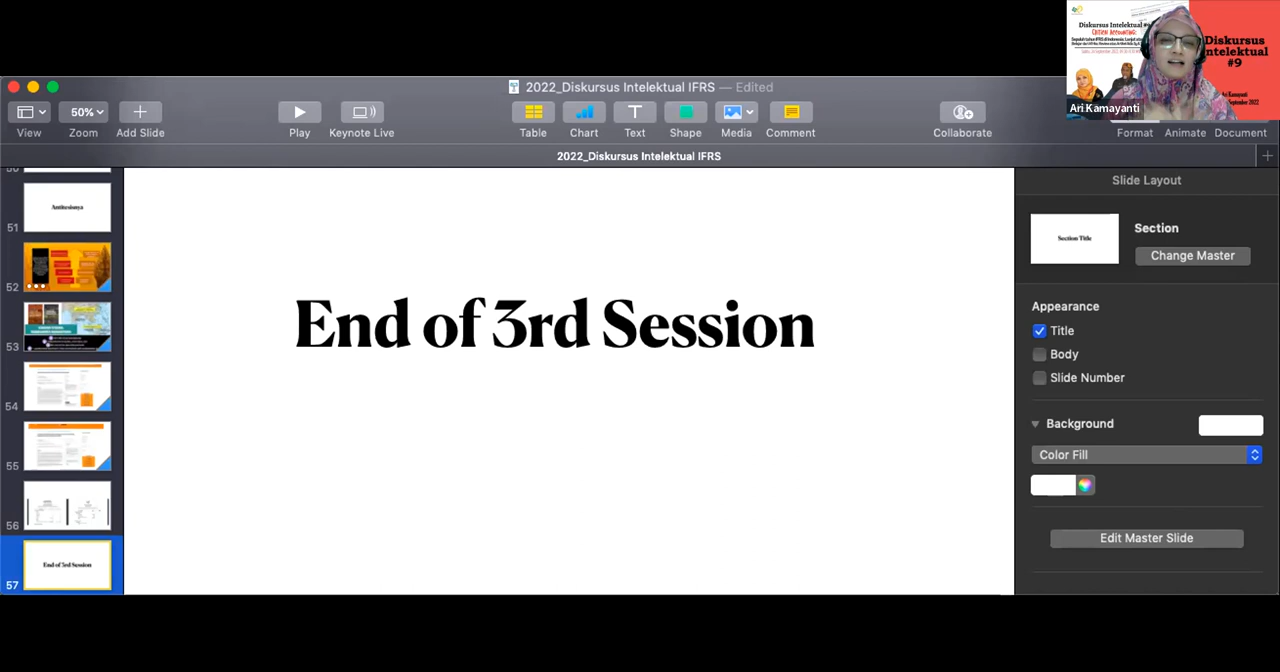 Diskursus Intelektual #9
Diskursus
Intelektual
#9
Ari Kamayanti
2022_Diskursus Intelektual IFRS — Edited
50%
View
Zoom
Add Slide
Play
Keynote Live
Table
Chart
Text
Shape
Media
Comment
Collaborate
Format
Animate
Document
2022_Diskursus Intelektual IFRS
51
Antitesisnya
52
53
54
55
56
57
End of 3rd Session
End of 3rd Session
Slide Layout
Section Title
Section
Change Master
Appearance
Title
Body
Slide Number
Background
Color Fill
Edit Master Slide